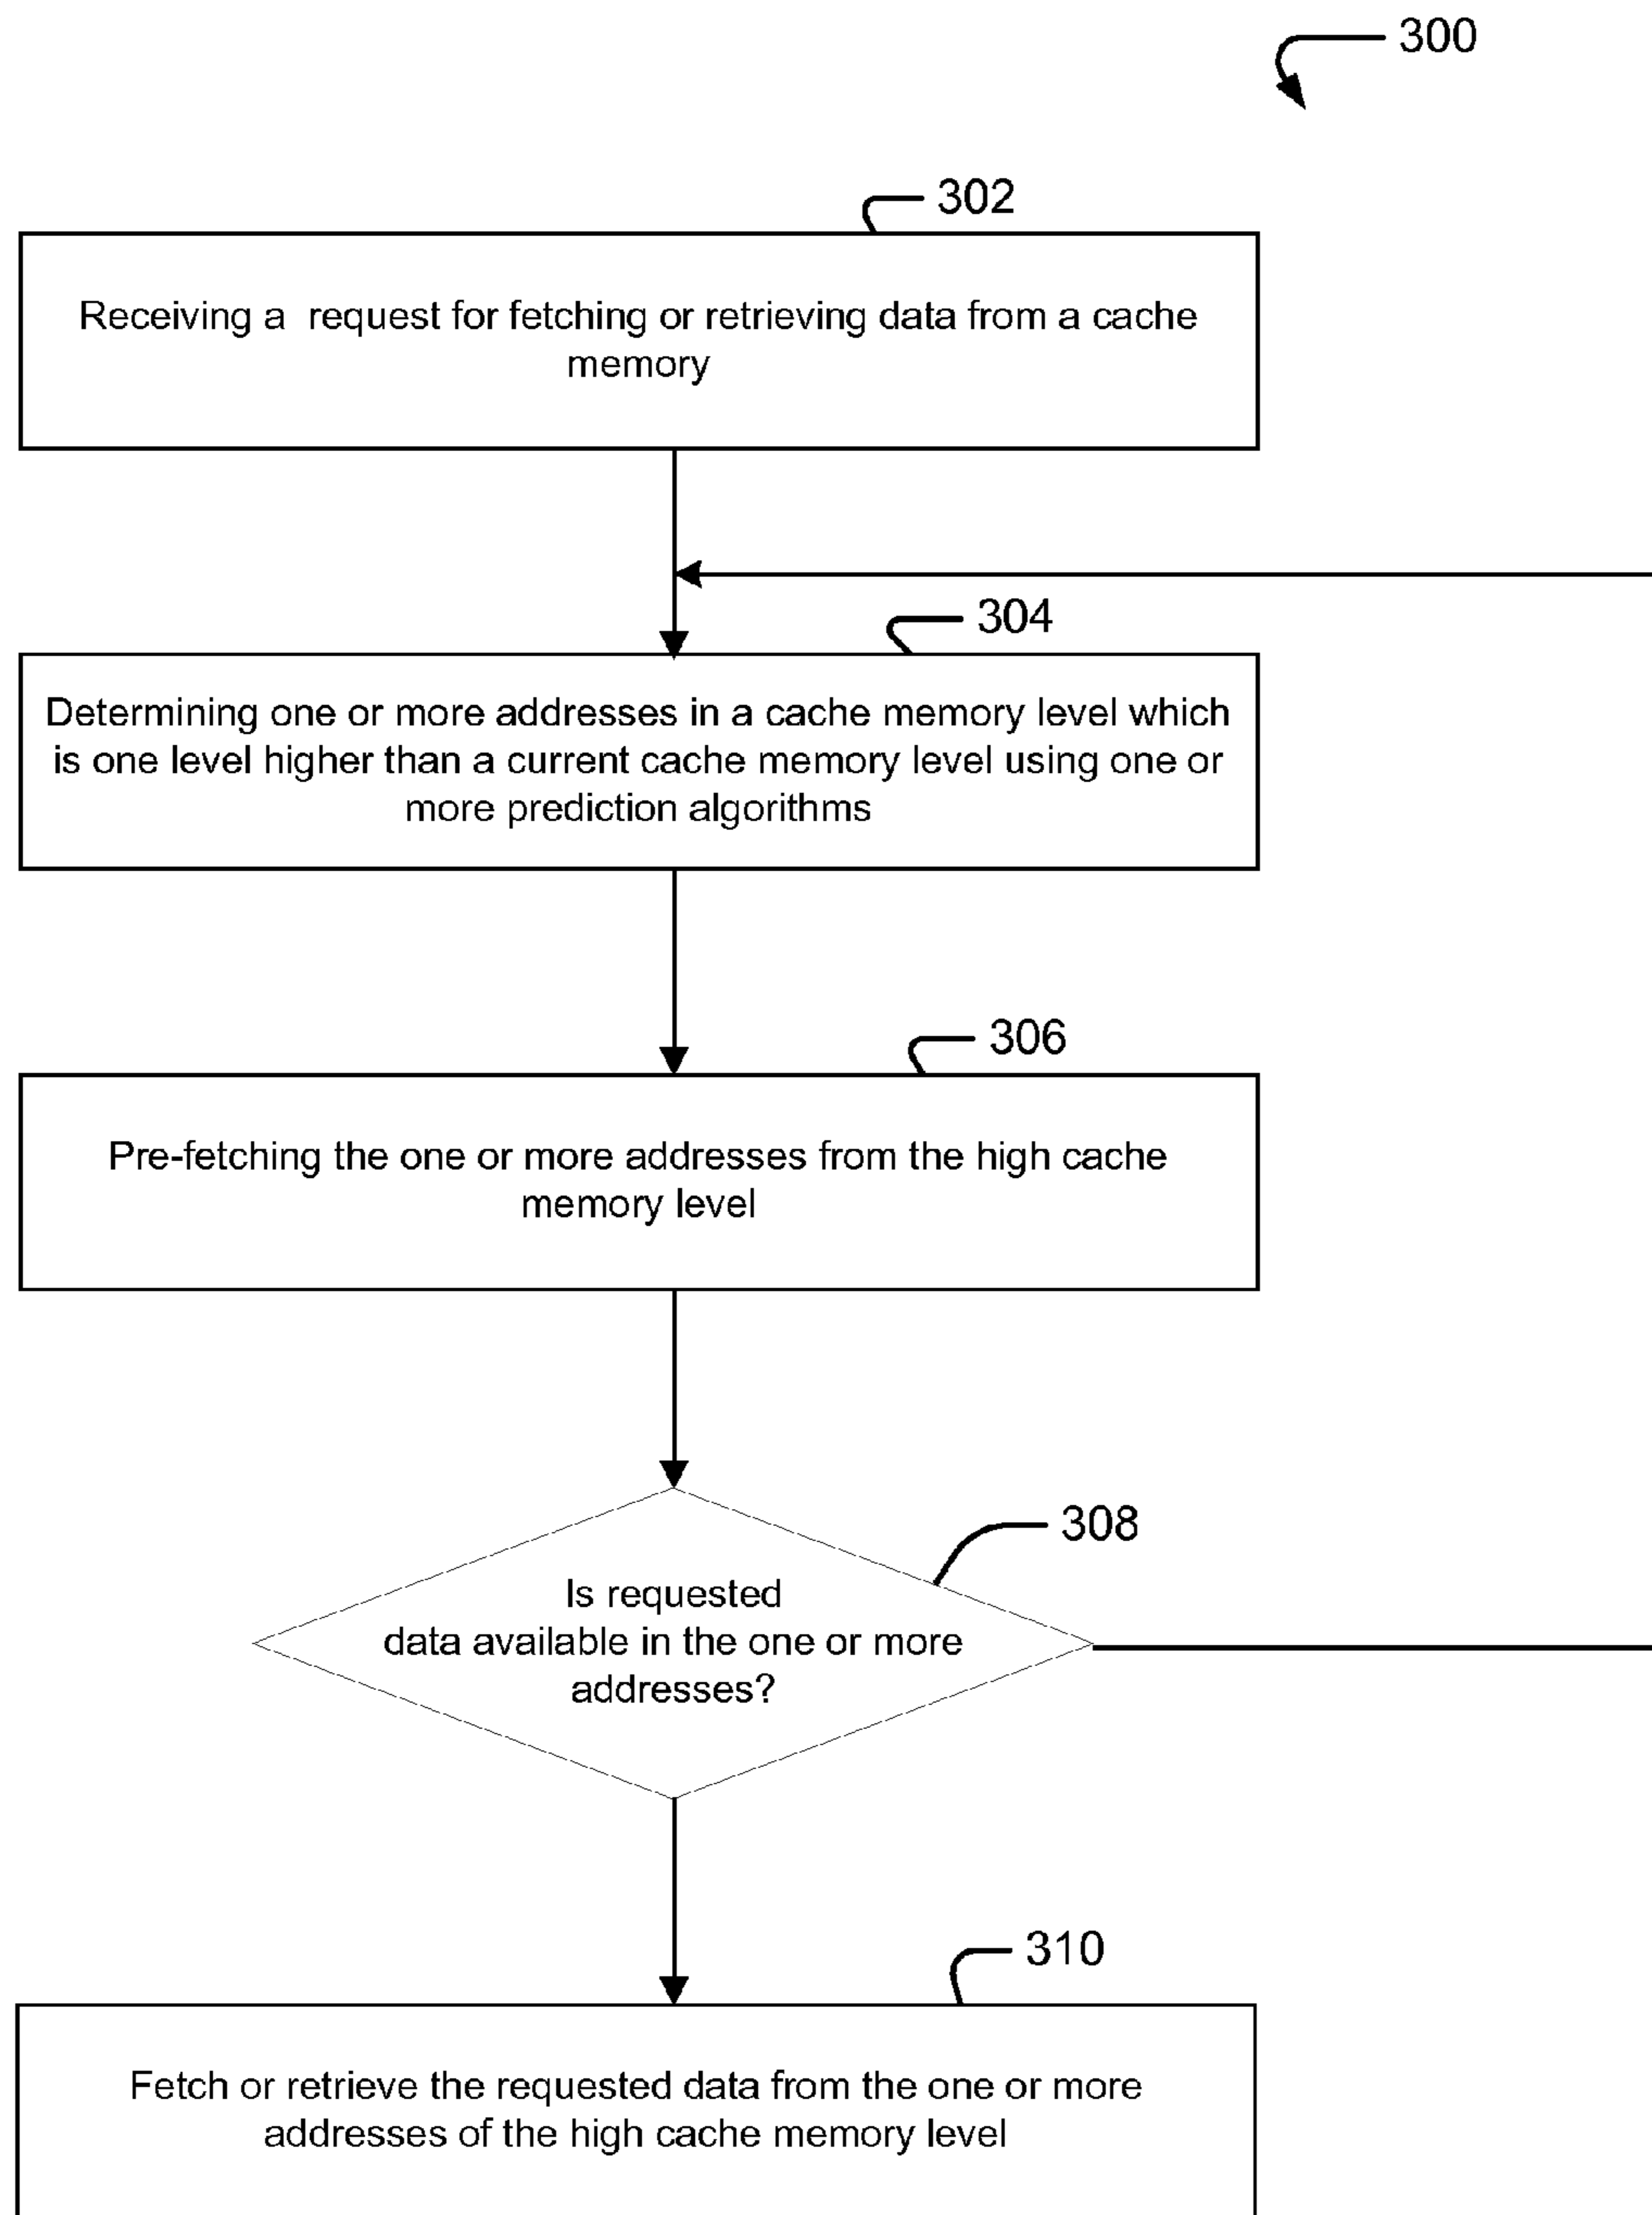 300
302
Receiving a request for fetching or retrieving data from a cache
memory
304
Determining one or more addresses in a cache memory level which
is one level higher than a current cache memory level using one or
more prediction algorithms
306
Pre-fetching the one or more addresses from the high cache
memory level
308
Is requested
data available in the one or more
addresses?
310
Fetch or retrieve the requested data from the one or more
addresses of the high cache memory level